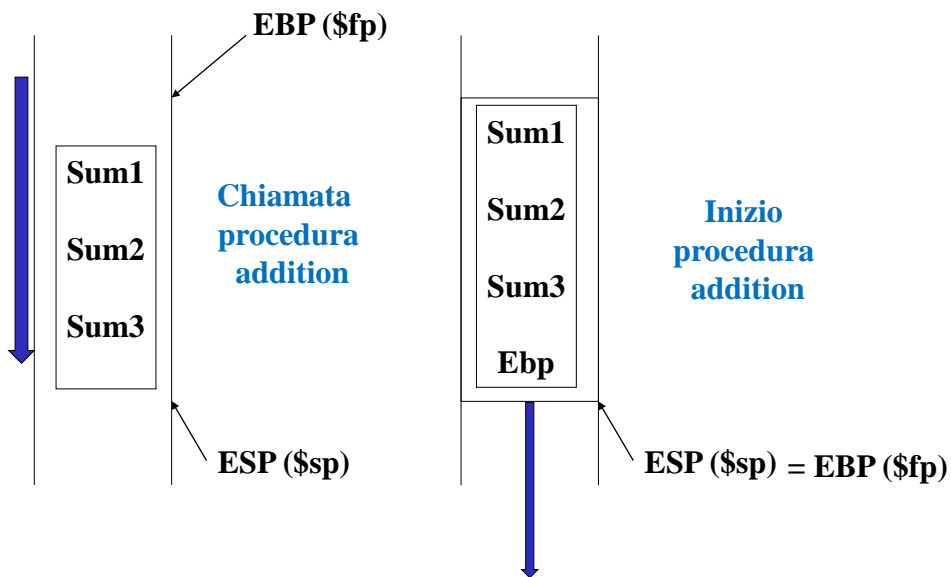 EBP ($fp)
Sum1
Sum2
Sum3
Chiamata
procedura
addition
ESP ($sp)
Sum1
Sum2
Sum3
Ebp
Inizio
procedura
addition
ESP ($sp) = EBP ($fp)